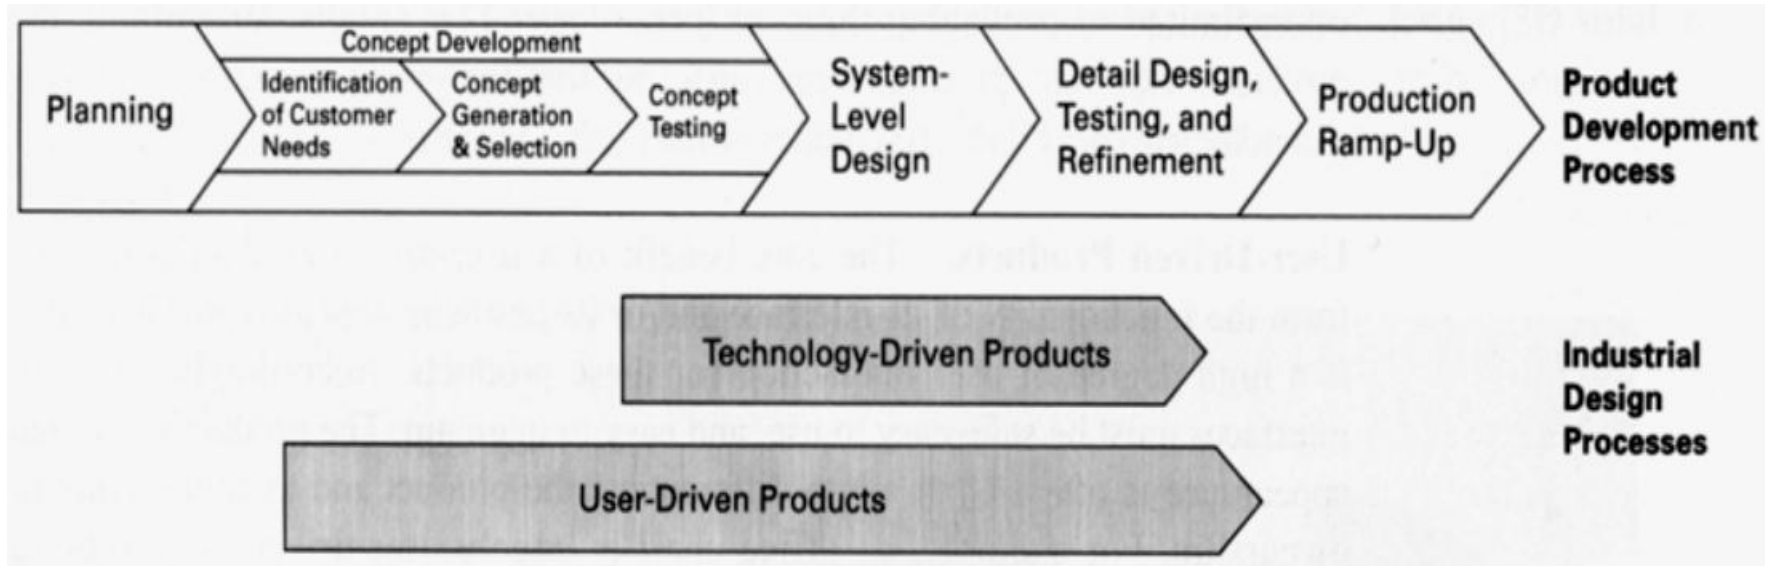 Concept Development
Planning
Identification
of Customer
Needs
Concept
Generation
& Selection
Concept
Testing
System-
Level
Design
Detail Design,
Testing, and
Refinement
Production
Ramp-Up
Product
Development
Process
Technology-Driven Products
User-Driven Products
Industrial
Design
Processes